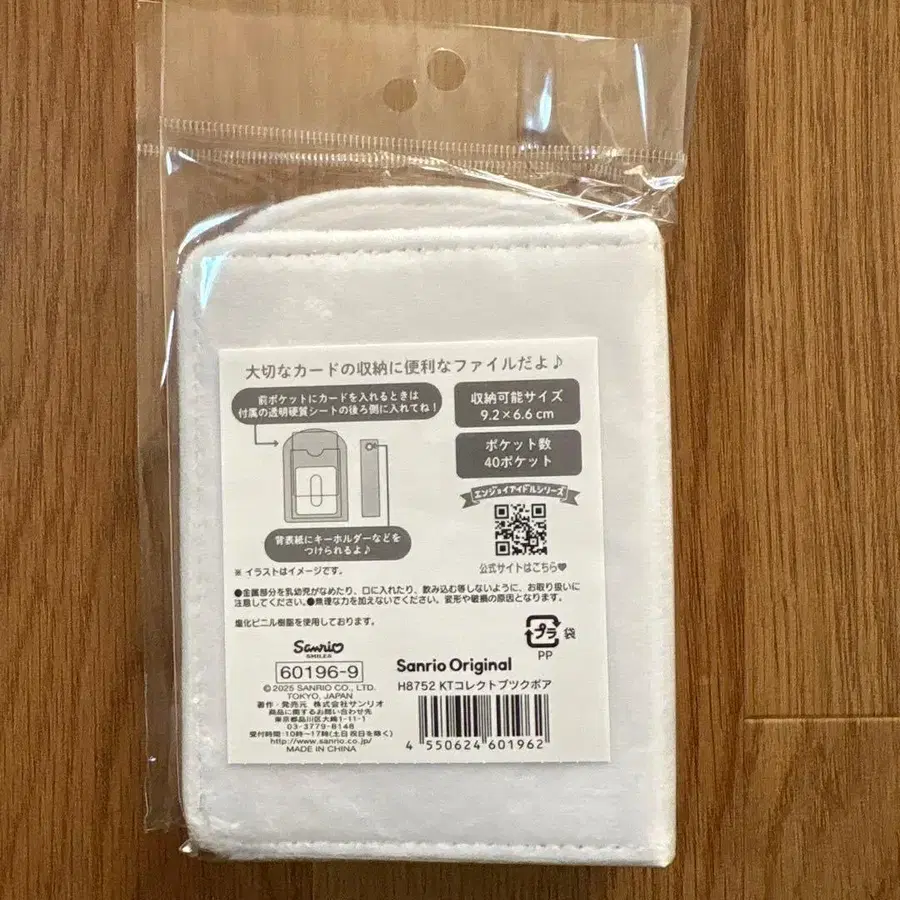 大切なカードの収納に便利なファイルだよ♪
前ポケットにカードを入れるときは
付属の透明硬質シートの後ろ側に入れてね!
収納可能サイズ
9.2×6.6cm
ポケット数
40ポケット
エンジョイアイドルシリーズ
公式サイトはこちら♥
背表紙にキーホルダーなどを
つけられるよ♪
※イラストはイメージです。
●金属部分を乳幼児がなめたり、口に入れたり、飲み込む等しないように、お取り扱いに
注意してください。●無理な力を加えないでください。変形や破損の原因となります。
塩化ビニル樹脂を使用しております。
プラ
袋
PP
Sanrio
SMILES
60196-9
©2025 SANRIO CO., LTD.
TOKYO, JAPAN
著作・発売元 株式会社サンリオ
商品に関するお問い合わせ先
東京都品川区大崎1-11-1
03-3779-8148
受付時間:10時〜17時(土日祝日を除く)
http://www.sanrio.co.jp/
MADE IN CHINA
Sanrio Original
H8752 KTコレクトブックボア
4 550624 601962